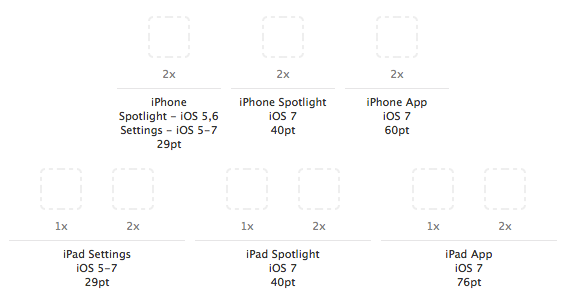 2x
2x
2x
iPhone
Spotlight – iOS 5,6
Settings – iOS 5–7
29pt
iPhone Spotlight
iOS 7
40pt
iPhone App
iOS 7
60pt
1x
2x
1x
2x
1x
2x
iPad Settings
iOS 5–7
29pt
iPad Spotlight
iOS 7
40pt
iPad App
iOS 7
76pt